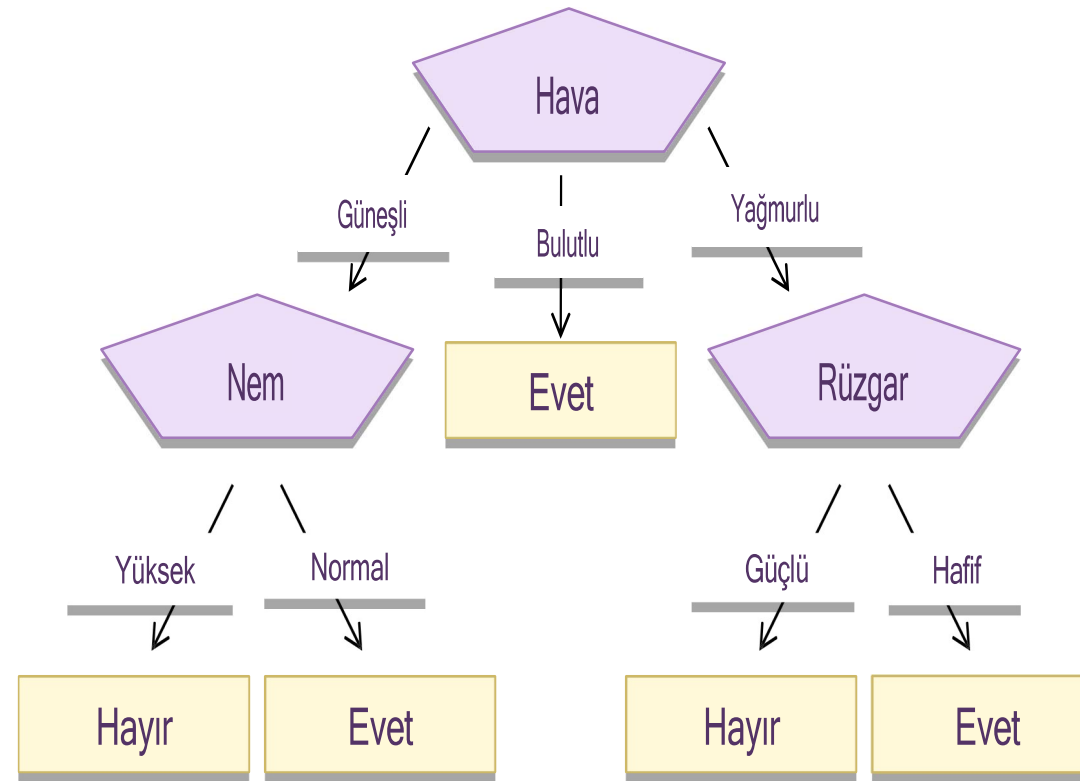 Hava
Güneşli
Bulutlu
Yağmurlu
Nem
Evet
Rüzgar
Yüksek
Normal
Güçlü
Hafif
Hayır
Evet
Hayır
Evet